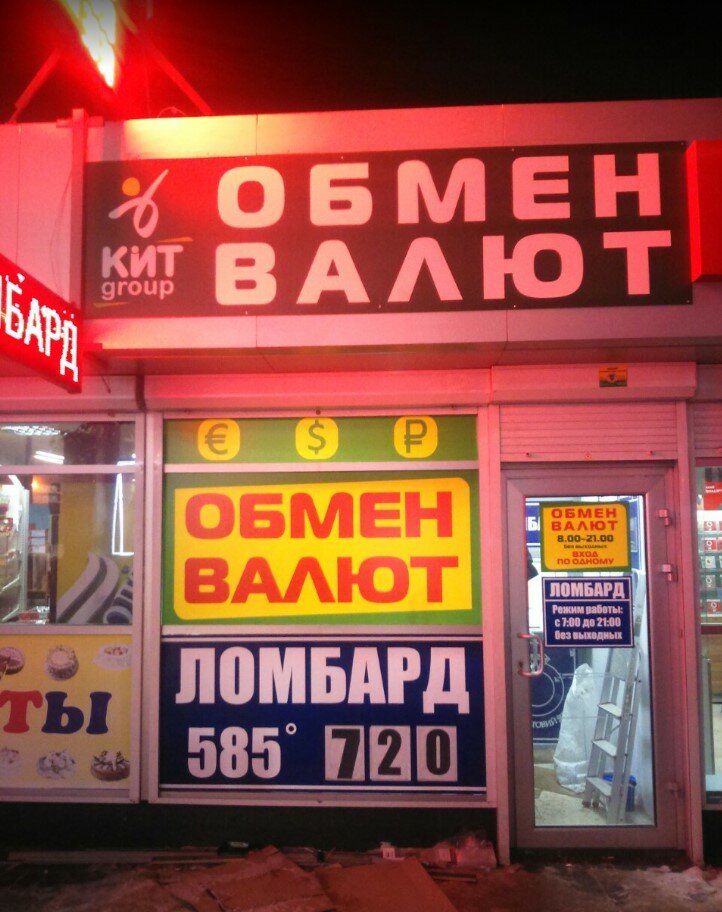 ОБМЕН
ВАЛЮТ
КИТ
group
БАРД
€ $ ₽
ОБМЕН
ВАЛЮТ
ЛОМБАРД
585° 720
ТЫ
ОБМЕН
ВАЛЮТ
8.00-21.00
без выходных
ВХОД
ПО ОДНОМУ
ЛОМБАРД
Режим работы:
с 7:00 до 21:00
без выходных